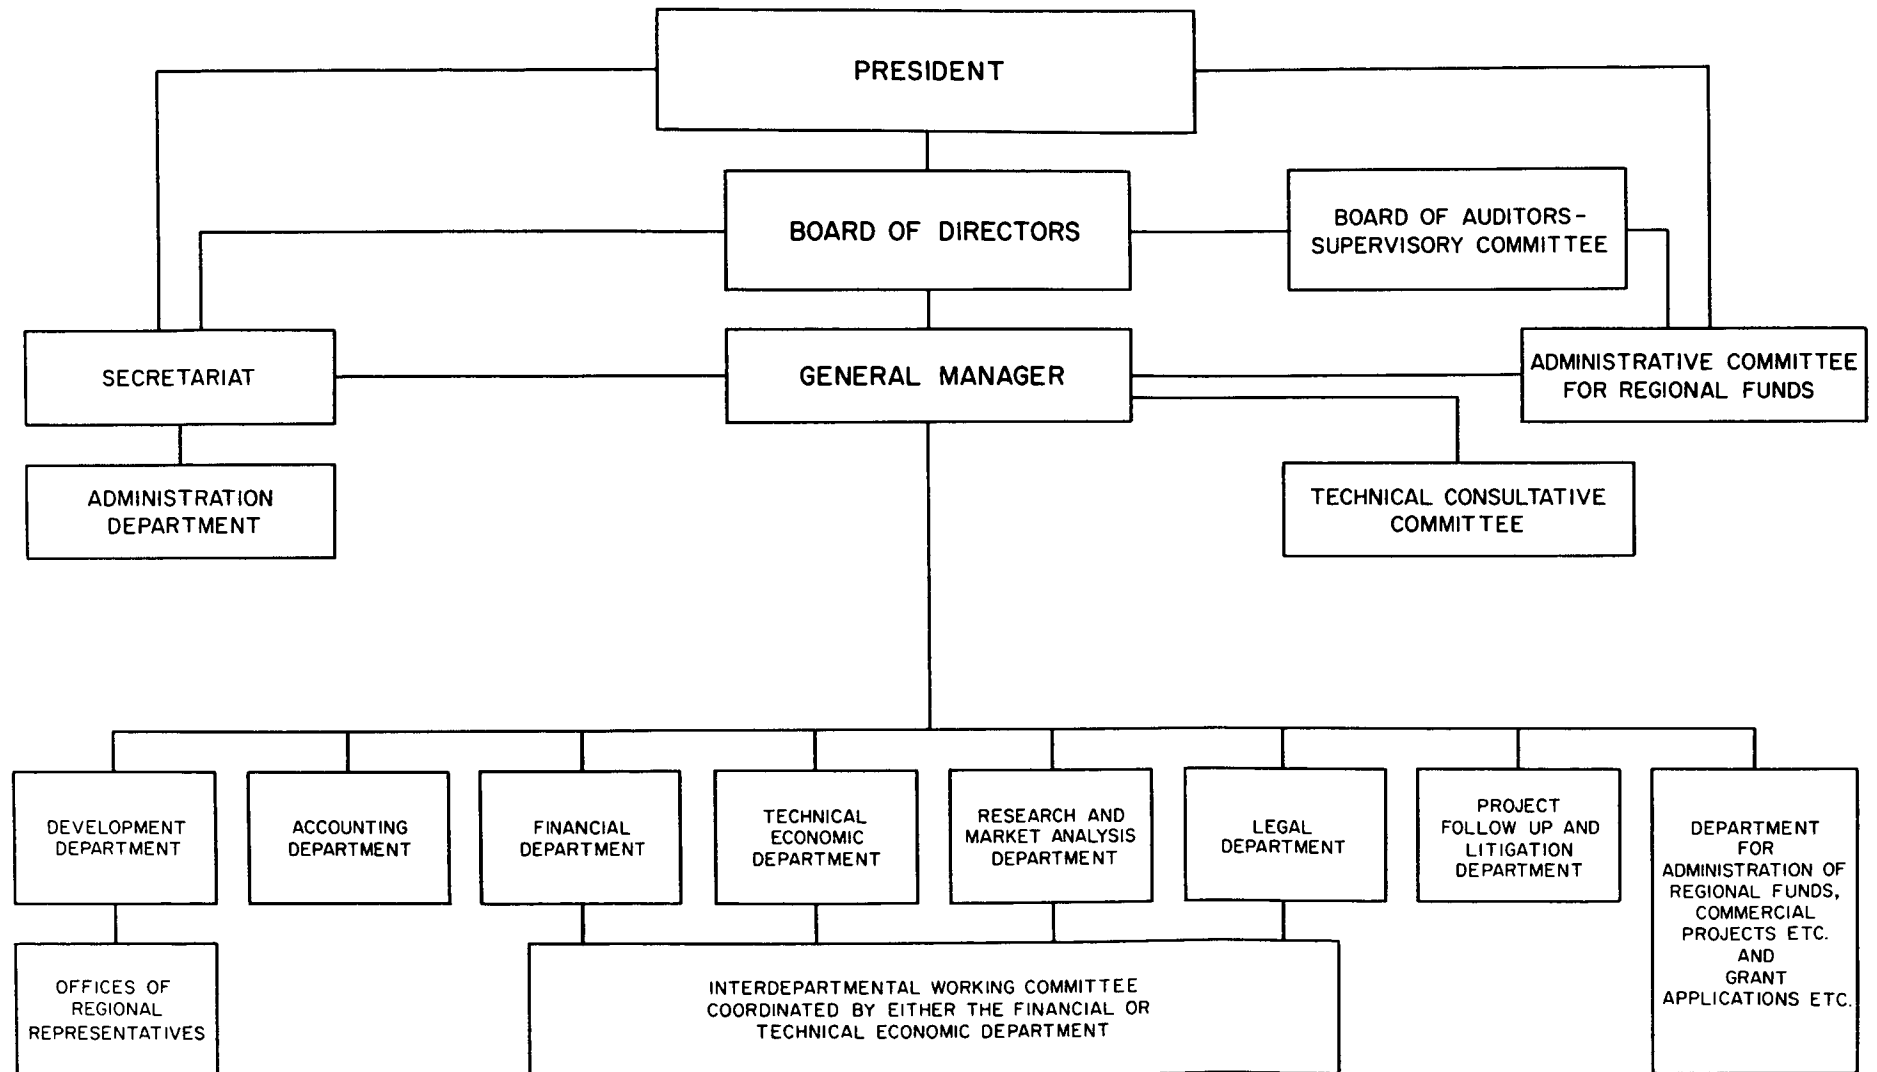 PRESIDENT
BOARD OF DIRECTORS
BOARD OF AUDITORS-
SUPERVISORY COMMITTEE
SECRETARIAT
GENERAL MANAGER
ADMINISTRATIVE COMMITTEE
FOR REGIONAL FUNDS
ADMINISTRATION
DEPARTMENT
TECHNICAL CONSULTATIVE
COMMITTEE
DEVELOPMENT
DEPARTMENT
ACCOUNTING
DEPARTMENT
FINANCIAL
DEPARTMENT
TECHNICAL
ECONOMIC
DEPARTMENT
RESEARCH AND
MARKET ANALYSIS
DEPARTMENT
LEGAL
DEPARTMENT
PROJECT
FOLLOW UP AND
LITIGATION
DEPARTMENT
DEPARTMENT
FOR
ADMINISTRATION OF
REGIONAL FUNDS,
COMMERCIAL
PROJECTS ETC.
AND
GRANT
APPLICATIONS ETC.
OFFICES OF
REGIONAL
REPRESENTATIVES
INTERDEPARTMENTAL WORKING COMMITTEE
COORDINATED BY EITHER THE FINANCIAL OR
TECHNICAL ECONOMIC DEPARTMENT